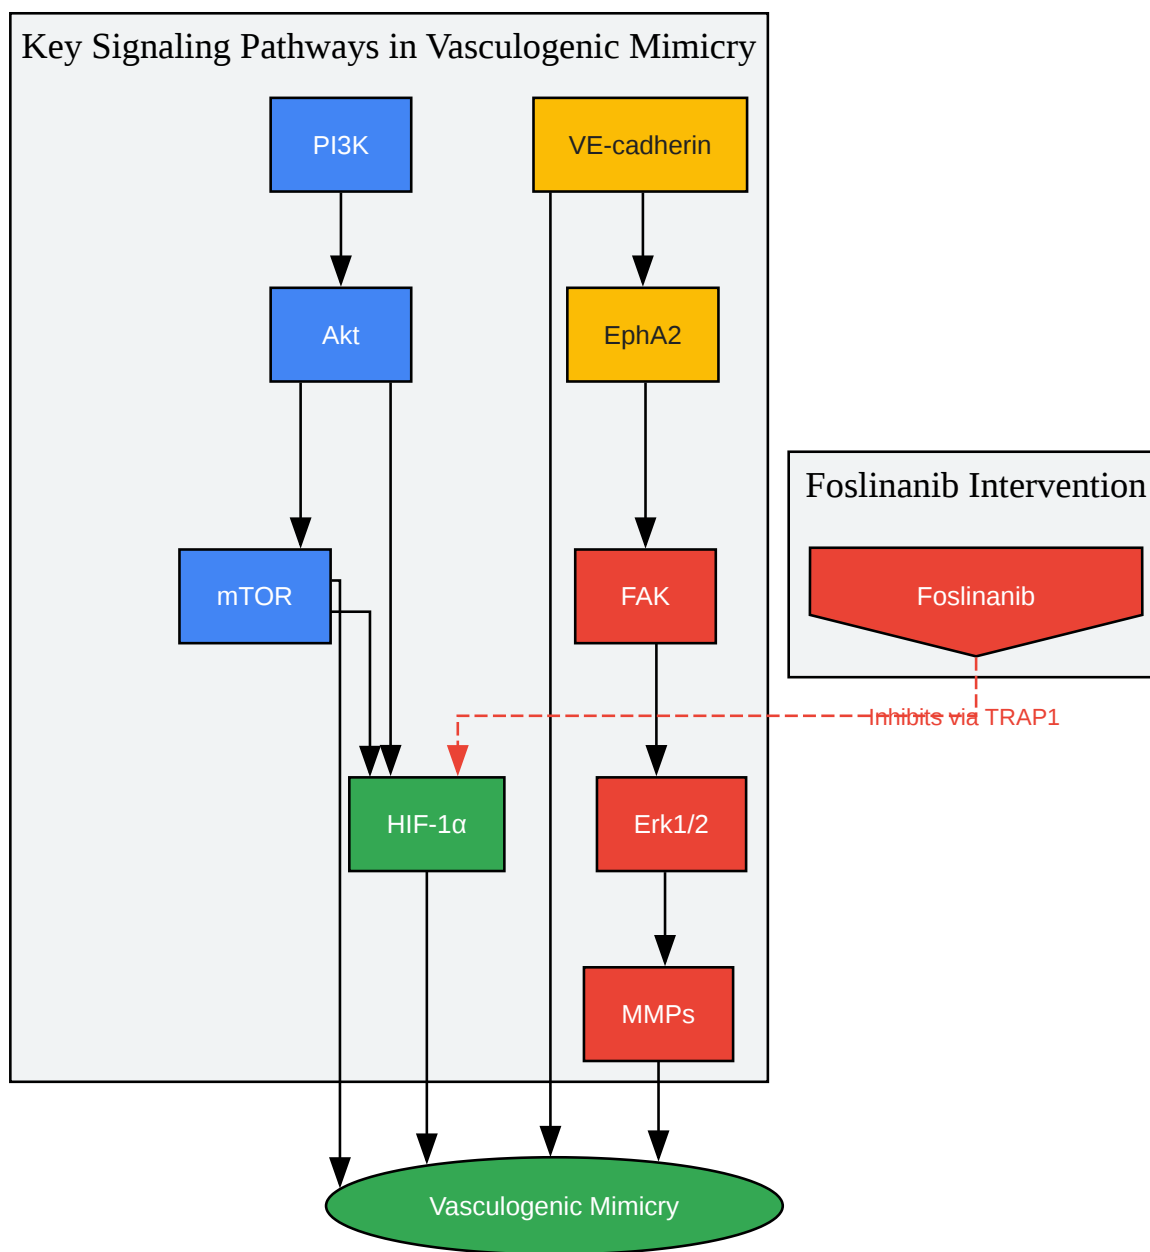 Key Signaling Pathways in Vasculogenic Mimicry
PI3K
VE-cadherin
Akt
EphA2
Foslinanib Intervention
mTOR
FAK
Foslinanib
Inhibits via TRAP1
HIF-1α
Erk1/2
MMPs
Vasculogenic Mimicry